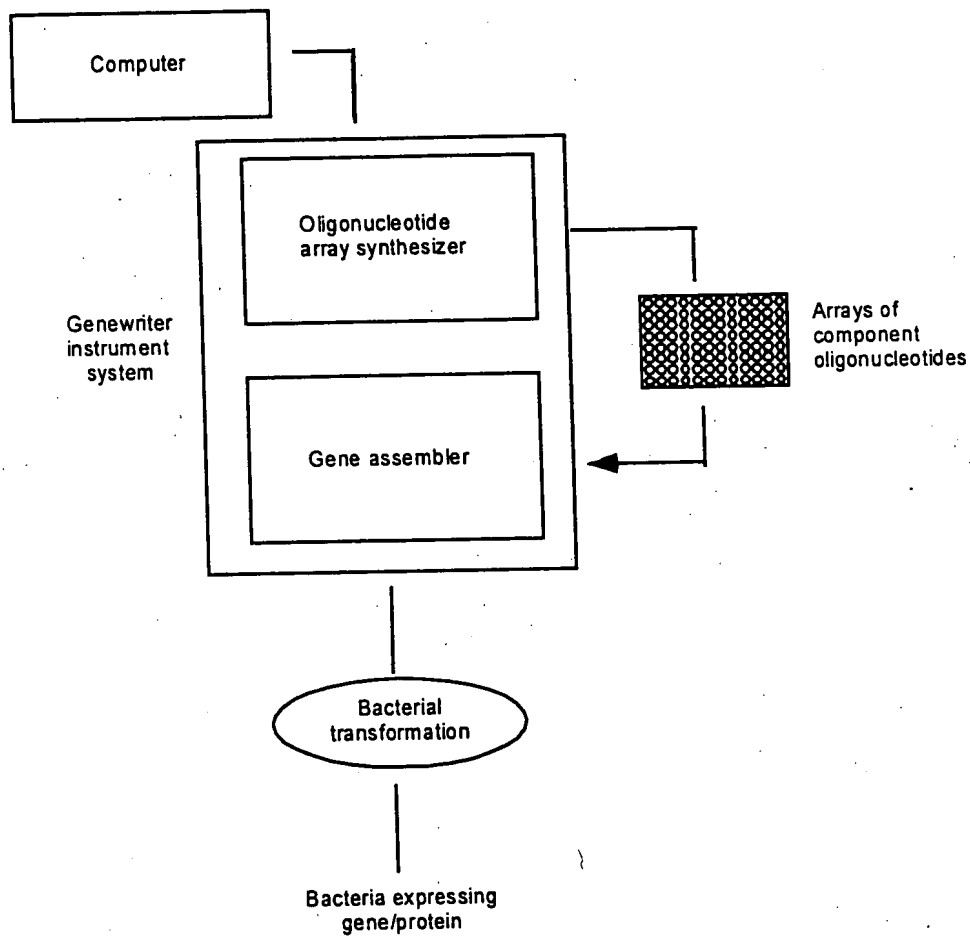 Computer
Oligonucleotide
array synthesizer
Genewriter
instrument
system
Arrays of
component
oligonucleotides
Gene assembler
Bacterial
transformation
Bacteria expressing
gene/protein